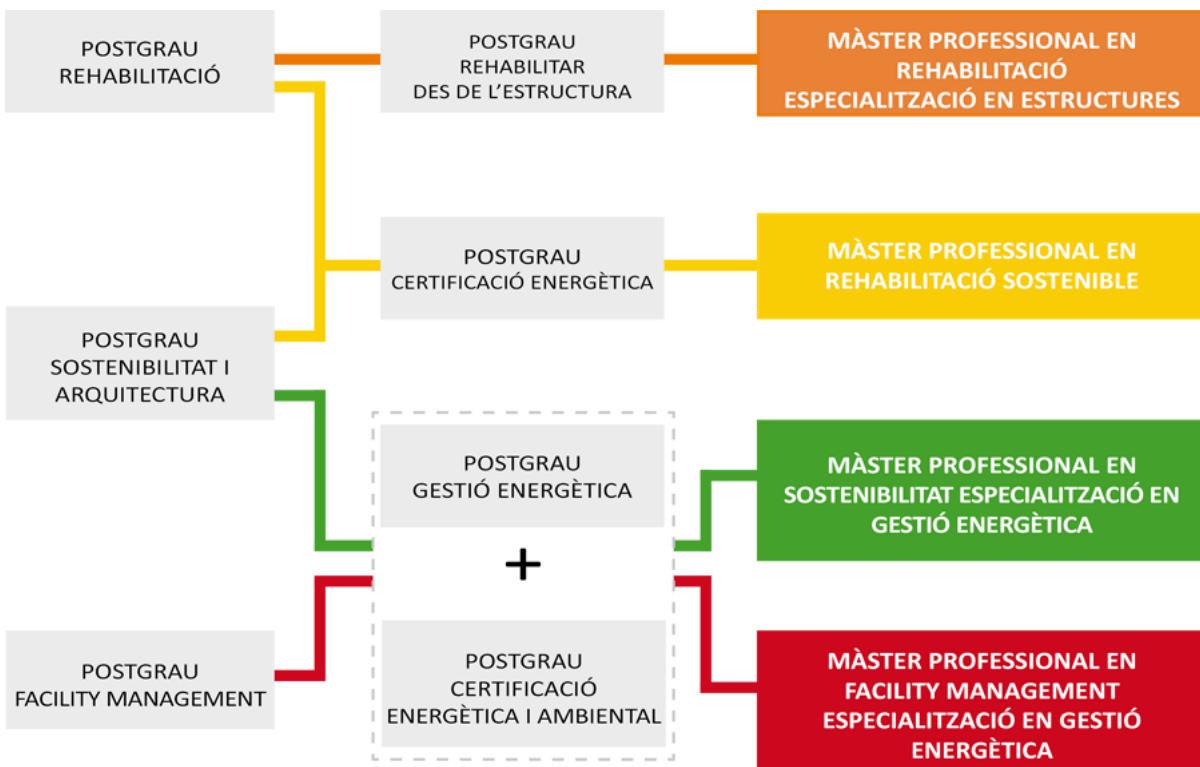 POSTGRAU
REHABILITACIÓ
POSTGRAU
REHABILITAR
DES DE L’ESTRUCTURA
MÀSTER PROFESSIONAL EN
REHABILITACIÓ
ESPECIALITZACIÓ EN ESTRUCTURES
POSTGRAU
CERTIFICACIÓ ENERGÈTICA
MÀSTER PROFESSIONAL EN
REHABILITACIÓ SOSTENIBLE
POSTGRAU
SOSTENIBILITAT I
ARQUITECTURA
POSTGRAU
GESTIÓ ENERGÈTICA
+
POSTGRAU
CERTIFICACIÓ
ENERGÈTICA I AMBIENTAL
MÀSTER PROFESSIONAL EN
SOSTENIBILITAT ESPECIALITZACIÓ EN
GESTIÓ ENERGÈTICA
POSTGRAU
FACILITY MANAGEMENT
MÀSTER PROFESSIONAL EN
FACILITY MANAGEMENT
ESPECIALITZACIÓ EN GESTIÓ
ENERGÈTICA